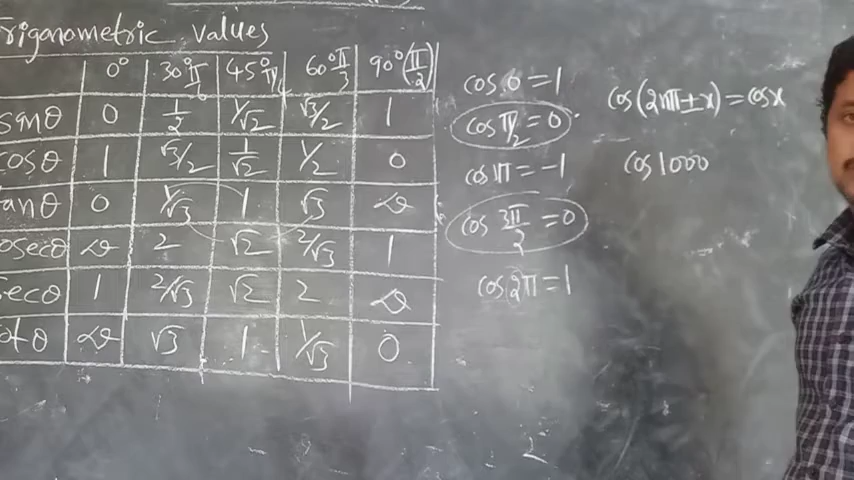 Trigonometric values
0° 30° π/6 45° π/4 60° π/3 90° (π/2)
sinθ 0 1/2 1/√2 √3/2 1
cosθ 1 √3/2 1/√2 1/2 0
tanθ 0 1/√3 1 √3 ∞
cosecθ ∞ 2 √2 2/√3 1
secθ 1 2/√3 √2 2 ∞
cotθ ∞ √3 1 1/√3 0
cos 0 = 1
cos π/2 = 0
cos π = -1
cos 3π/2 = 0
cos 2π = 1
cos(2nπ ± x) = cosx
cos 1000
2